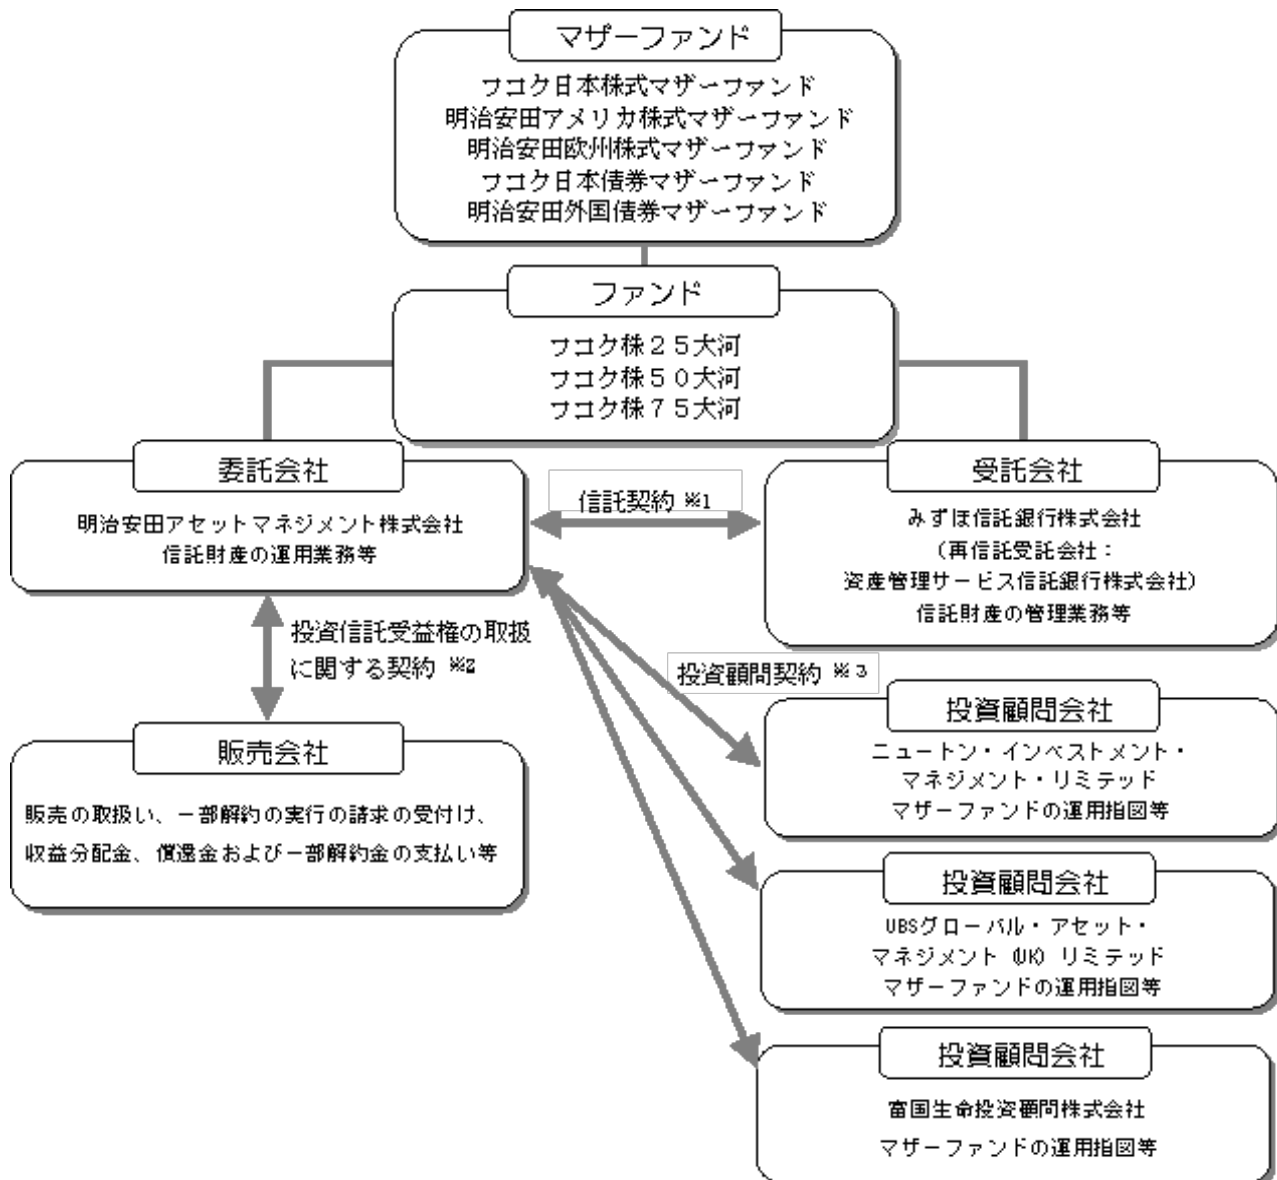 マザーファンド
フコク日本株式マザーファンド
明治安田アメリカ株式マザーファンド
明治安田欧州株式マザーファンド
フコク日本債券マザーファンド
明治安田外国債券マザーファンド
ファンド
フコク株２５大河
フコク株５０大河
フコク株７５大河
委託会社
明治安田アセットマネジメント株式会社
信託財産の運用業務等
信託契約 ※1
受託会社
みずほ信託銀行株式会社
（再信託受託会社：
資産管理サービス信託銀行株式会社）
信託財産の管理業務等
投資信託受益権の取扱
に関する契約 ※2
投資顧問契約 ※３
販売会社
販売の取扱い、一部解約の実行の請求の受付け、
収益分配金、償還金および一部解約金の支払い等
投資顧問会社
ニュートン・インベストメント・
マネジメント・リミテッド
マザーファンドの運用指図等
投資顧問会社
UBSグローバル・アセット・
マネジメント (UK) リミテッド
マザーファンドの運用指図等
投資顧問会社
富国生命投資顧問株式会社
マザーファンドの運用指図等